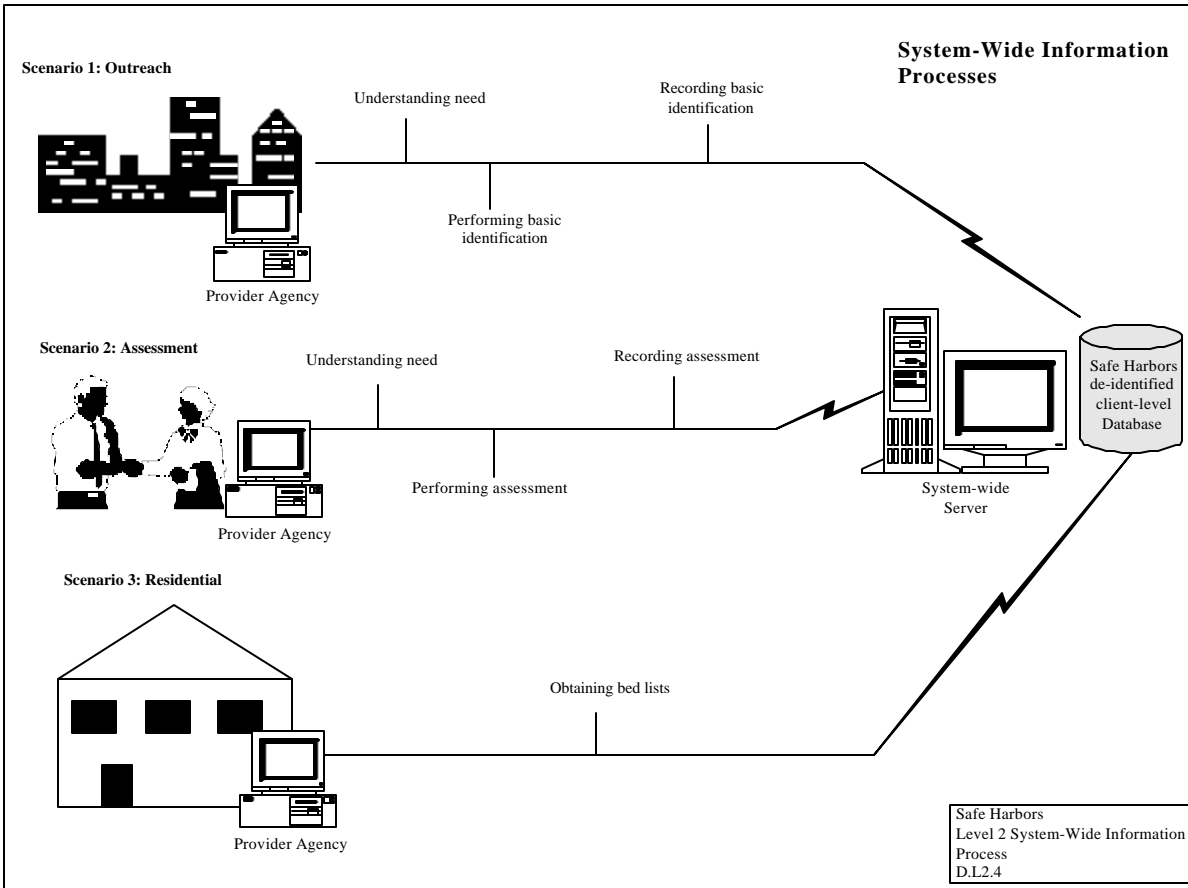 System-Wide Information
Processes
Scenario 1: Outreach
Understanding need
Recording basic
identification
Performing basic
identification
Provider Agency
Scenario 2: Assessment
Understanding need
Recording assessment
Performing assessment
Provider Agency
System-wide
Server
Safe Harbors
de-identified
client-level
Database
Scenario 3: Residential
Obtaining bed lists
Provider Agency
Safe Harbors
Level 2 System-Wide Information
Process
D.L2.4